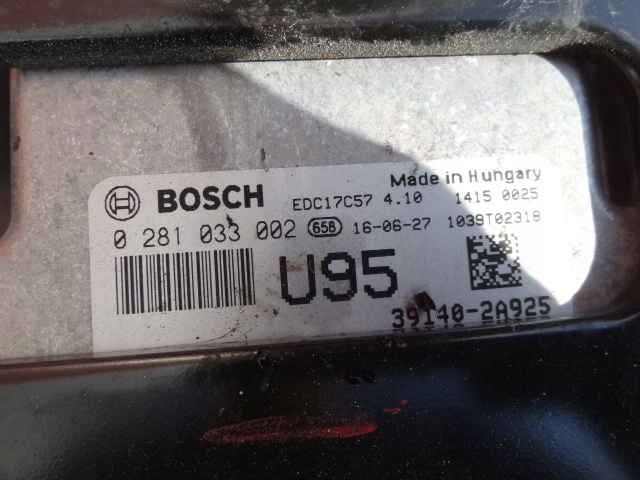 Made in Hungary
BOSCH EDC17C57 4.10 1415 0025
0 281 033 002 658 16-06-27 1039T02318
U95
39140-2A925